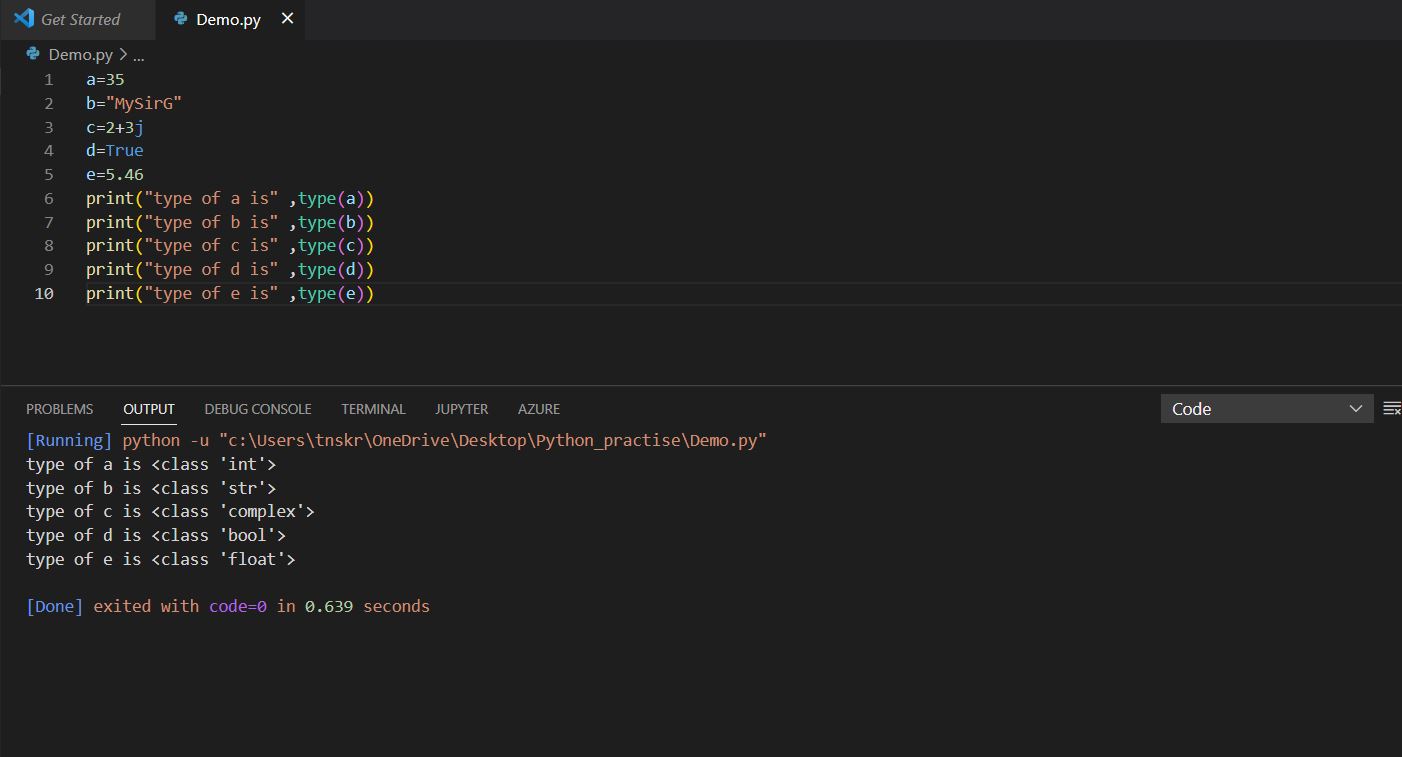 Get Started Demo.py
Demo.py > ...
1 a=35
2 b="MySirG"
3 c=2+3j
4 d=True
5 e=5.46
6 print("type of a is" ,type(a))
7 print("type of b is" ,type(b))
8 print("type of c is" ,type(c))
9 print("type of d is" ,type(d))
10 print("type of e is" ,type(e))
PROBLEMS OUTPUT DEBUG CONSOLE TERMINAL JUPYTER AZURE Code
[Running] python -u "c:\Users\tnskr\OneDrive\Desktop\Python_practise\Demo.py"
type of a is <class 'int'>
type of b is <class 'str'>
type of c is <class 'complex'>
type of d is <class 'bool'>
type of e is <class 'float'>
[Done] exited with code=0 in 0.639 seconds